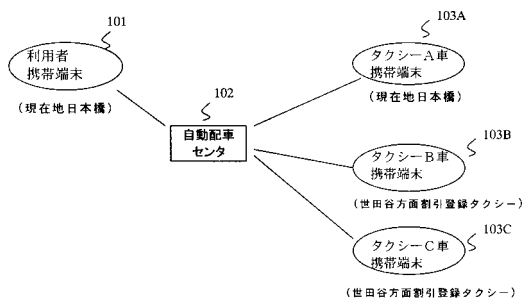 101
利用者
携帯端末
(現在地日本橋)
102
自動配車
センタ
103A
タクシーA車
携帯端末
(現在地日本橋)
103B
タクシーB車
携帯端末
(世田谷方面割引登録タクシー)
103C
タクシーC車
携帯端末
(世田谷方面割引登録タクシー)